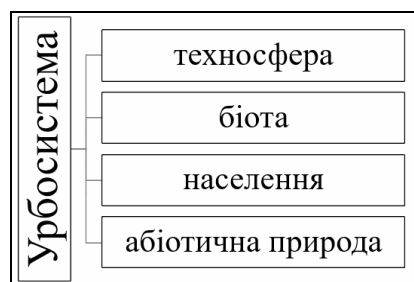 Урбосистема
техносфера
біота
населення
абіотична природа